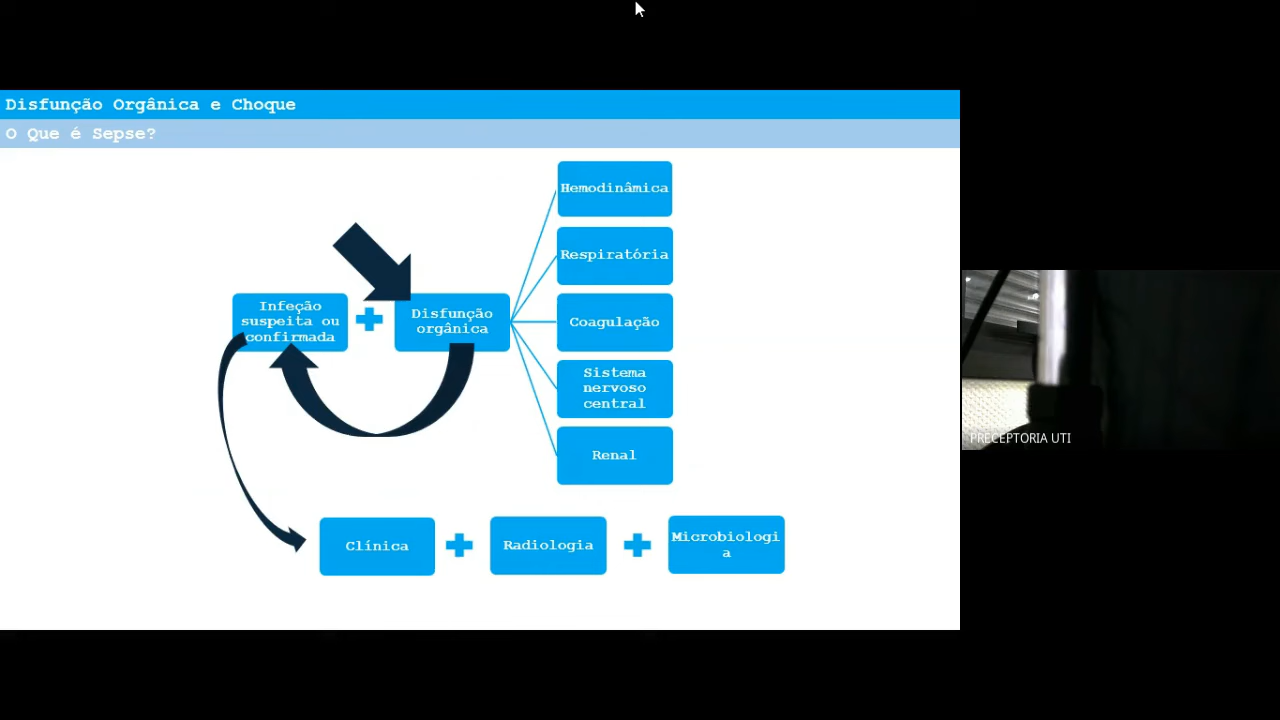 Disfunção Orgânica e Choque
O Que é Sepse?
Hemodinâmica
Respiratória
Infeção
suspeita ou
confirmada
Disfunção
orgânica
Coagulação
Sistema
nervoso
central
Renal
Clínica
Radiologia
Microbiologi
a
PRECEPTORIA UTI